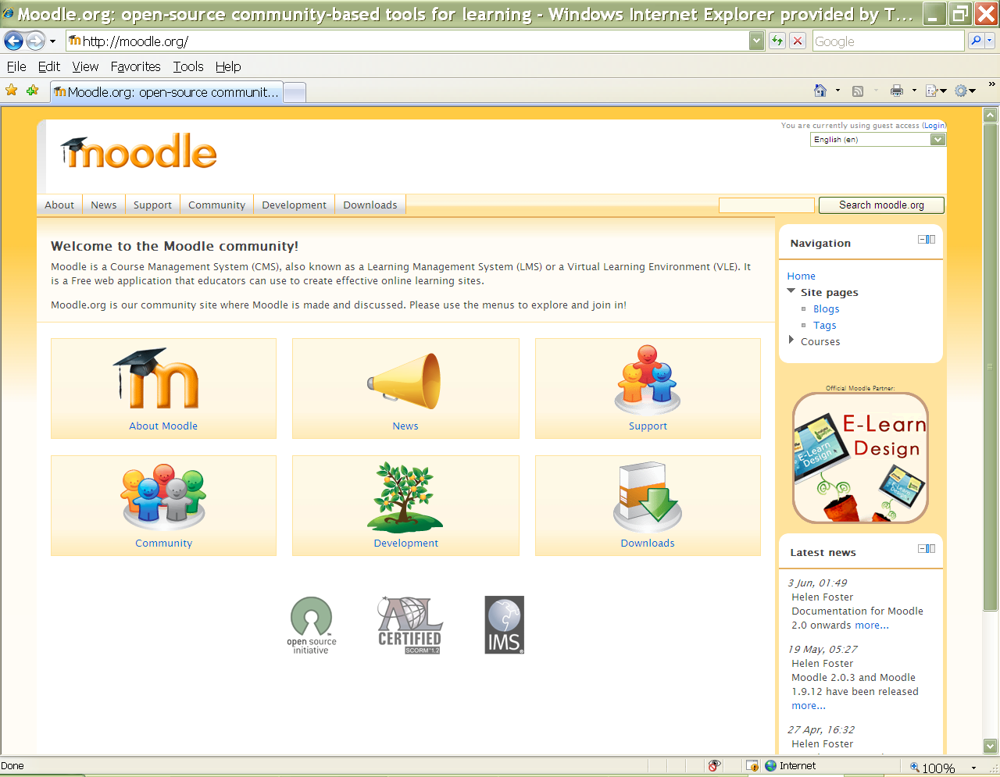 Moodle.org: open-source community-based tools for learning - Windows Internet Explorer provided by T...
http://moodle.org/
Google
File Edit View Favorites Tools Help
Moodle.org: open-source communit...
You are currently using guest access (Login)
English (en)
moodle
About News Support Community Development Downloads
Search moodle.org
Welcome to the Moodle community!
Moodle is a Course Management System (CMS), also known as a Learning Management System (LMS) or a Virtual Learning Environment (VLE). It
is a Free web application that educators can use to create effective online learning sites.
Moodle.org is our community site where Moodle is made and discussed. Please use the menus to explore and join in!
About Moodle
News
Support
Community
Development
Downloads
open source
initiative
ADL
CERTIFIED
SCORM 1.2
IMS
Navigation
Home
Site pages
Blogs
Tags
Courses
Official Moodle Partner:
E-Learn
Design
E-Learn
Design
Latest news
3 Jun, 01:49
Helen Foster
Documentation for Moodle
2.0 onwards more...
19 May, 05:27
Helen Foster
Moodle 2.0.3 and Moodle
1.9.12 have been released
more...
27 Apr, 16:32
Helen Foster
Done
Internet
100%